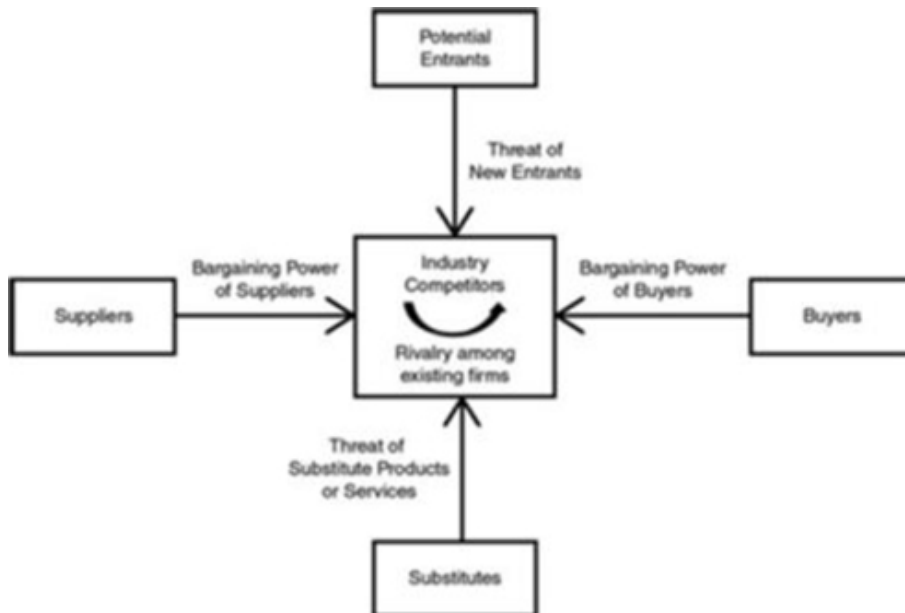 Potential
Entrants
Threat of
New Entrants
Bargaining Power
of Suppliers
Industry
Competitors
Bargaining Power
of Buyers
Suppliers
Buyers
Rivalry among
existing firms
Threat of
Substitute Products
or Services
Substitutes